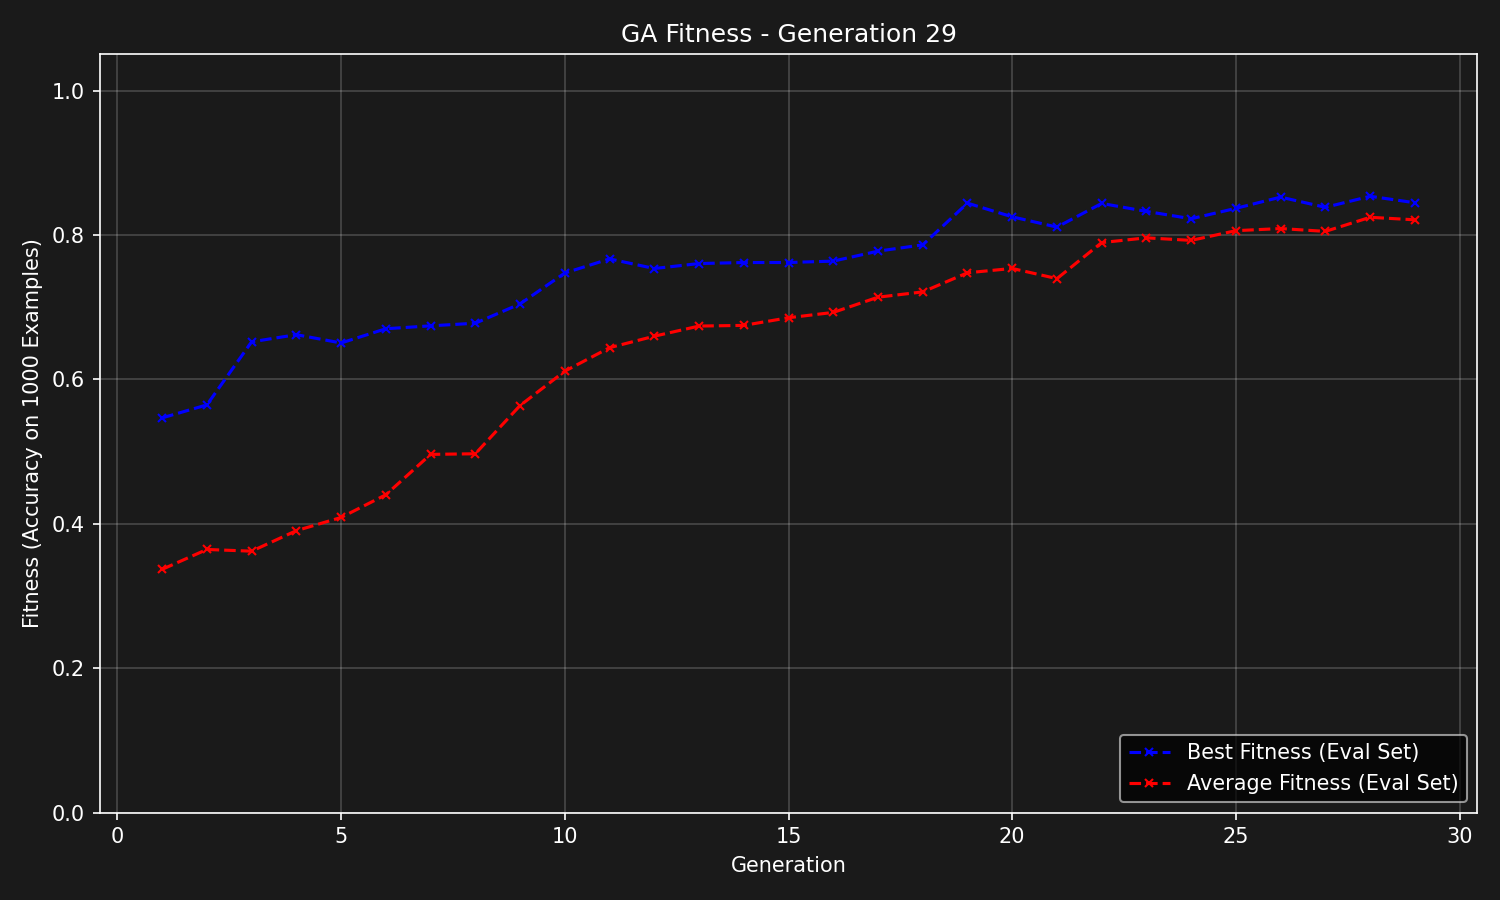 GA Fitness - Generation 29
Fitness (Accuracy on 1000 Examples)
1.0
0.8
0.6
0.4
0.2
0.0
0 5 10 15 20 25 30
Generation
Best Fitness (Eval Set)
Average Fitness (Eval Set)